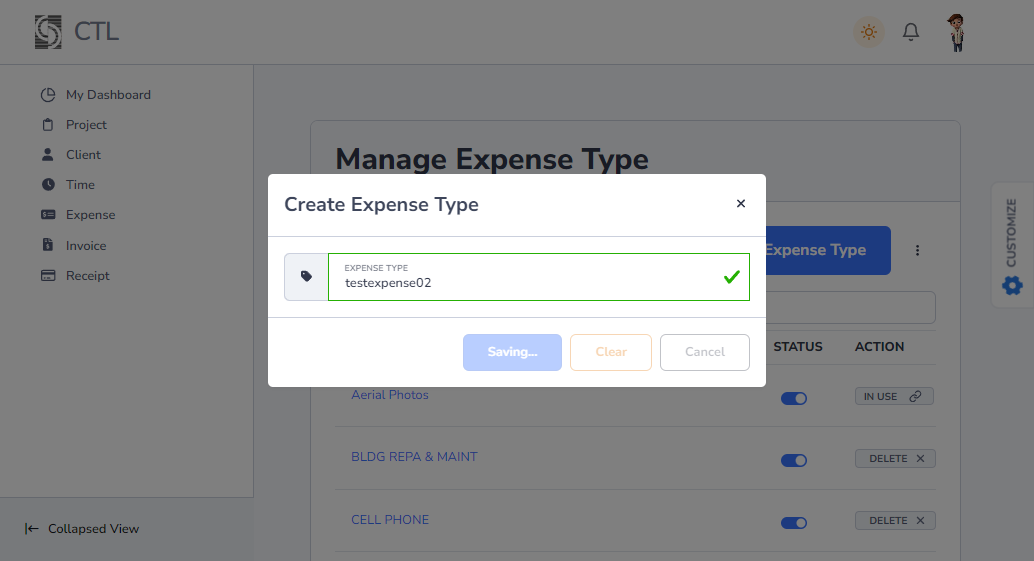 CTL
My Dashboard
Project
Client
Time
Expense
Invoice
Receipt
Collapsed View
Manage Expense Type
Expense Type
CUSTOMIZE
Create Expense Type
EXPENSE TYPE
testexpense02
Saving...
Clear
Cancel
STATUS ACTION
Aerial Photos IN USE
BLDG REPA & MAINT DELETE
CELL PHONE DELETE